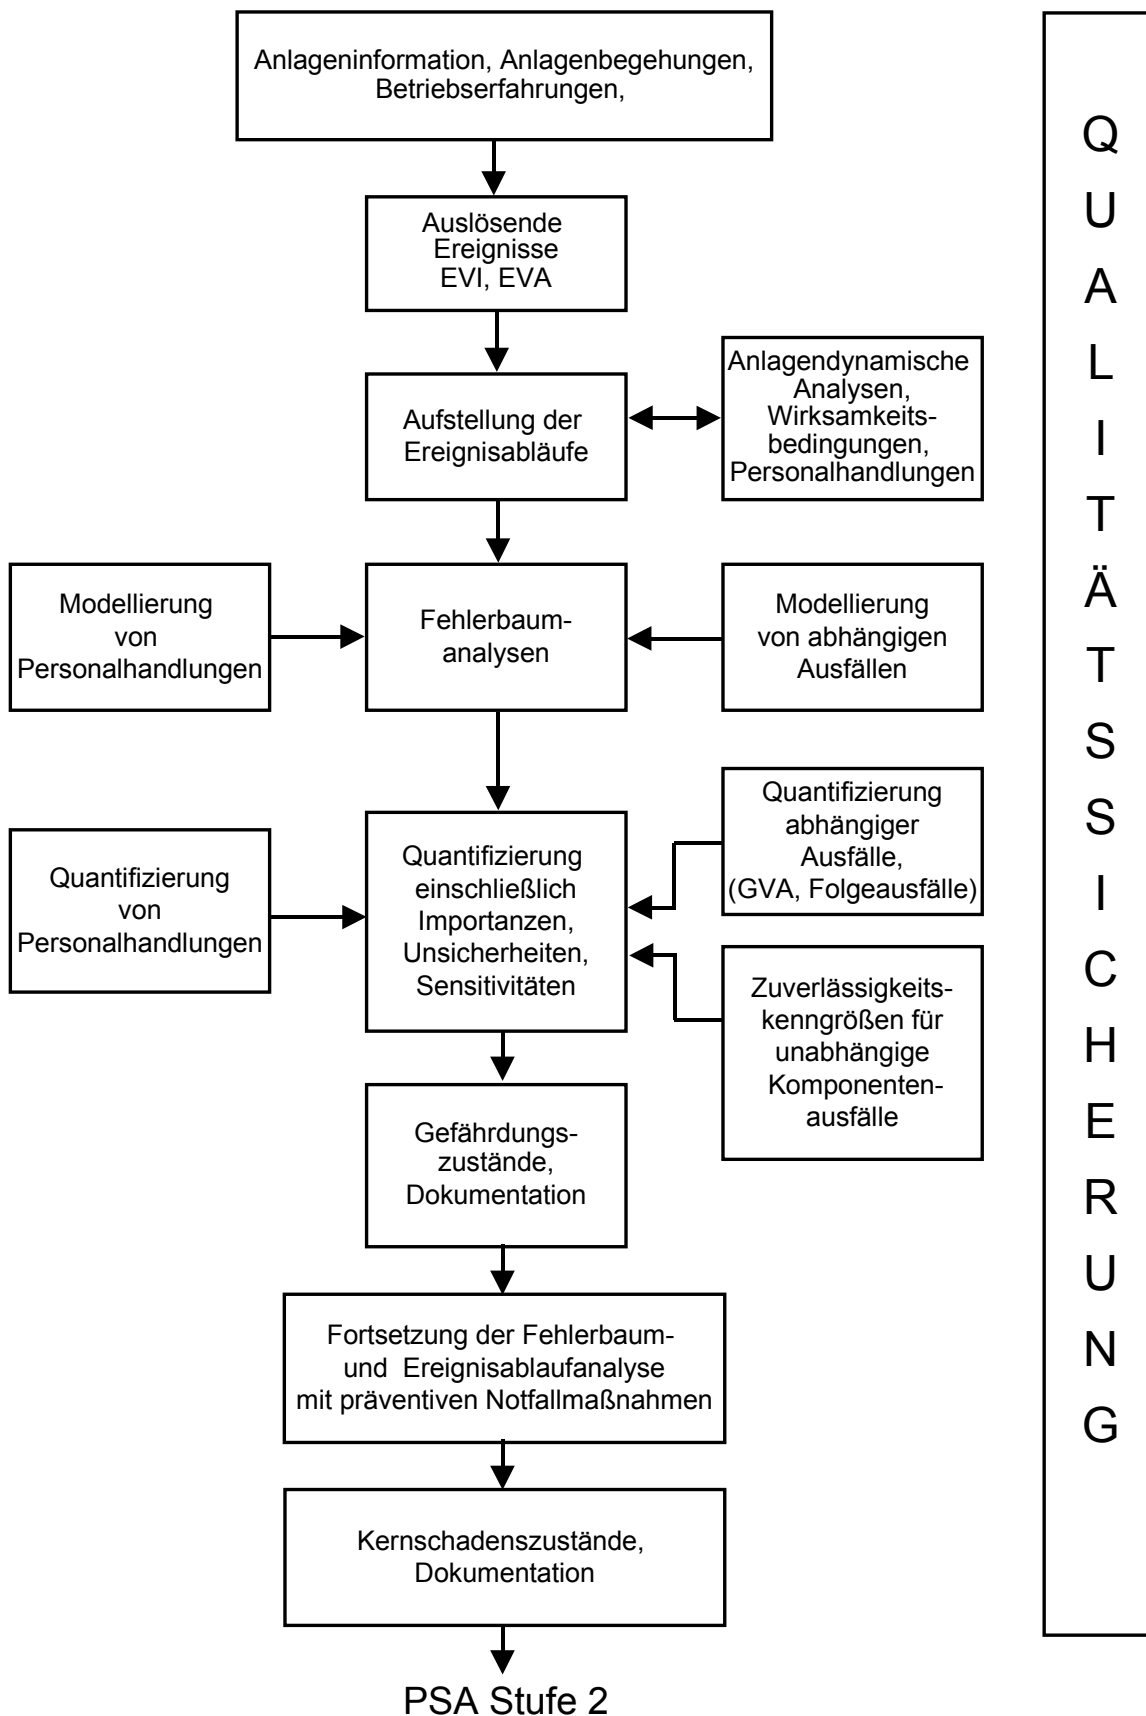 Anlageninformation, Anlagenbegehungen,
Betriebserfahrungen,
Auslösende
Ereignisse
EVI, EVA
Aufstellung der
Ereignisabläufe
Anlagendynamische
Analysen,
Wirksamkeits-
bedingungen,
Personalhandlungen
Modellierung
von
Personalhandlungen
Fehlerbaum-
analysen
Modellierung
von abhängigen
Ausfällen
Quantifizierung
von
Personalhandlungen
Quantifizierung
einschließlich
Importanzen,
Unsicherheiten,
Sensitivitäten
Quantifizierung
abhängiger
Ausfälle,
(GVA, Folgeausfälle)
Zuverlässigkeits-
kenngrößen für
unabhängige
Komponenten-
ausfälle
Gefährdungs-
zustände,
Dokumentation
Fortsetzung der Fehlerbaum-
und Ereignisablaufanalyse
mit präventiven Notfallmaßnahmen
Kernschadenszustände,
Dokumentation
PSA Stufe 2
Q
U
A
L
I
T
Ä
T
S
S
I
C
H
E
R
U
N
G